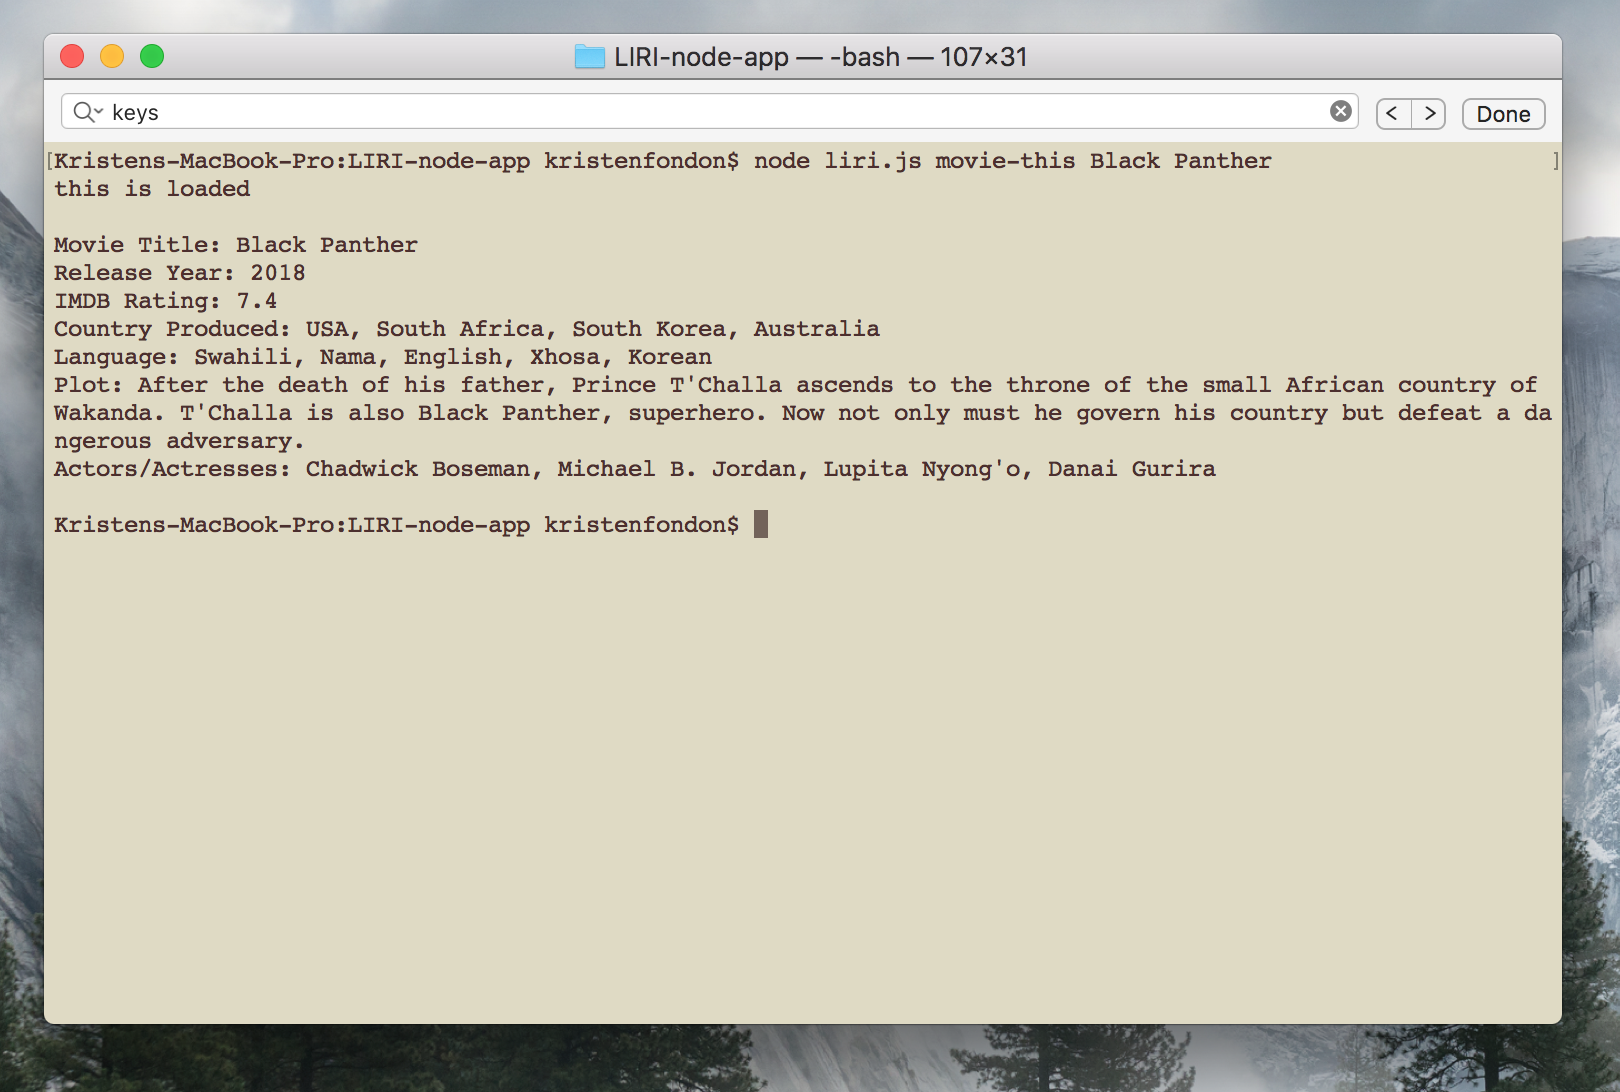 LIRI-node-app — -bash — 107×31
keys
< > Done
[Kristens-MacBook-Pro:LIRI-node-app kristenfondon$ node liri.js movie-this Black Panther ]
this is loaded
Movie Title: Black Panther
Release Year: 2018
IMDB Rating: 7.4
Country Produced: USA, South Africa, South Korea, Australia
Language: Swahili, Nama, English, Xhosa, Korean
Plot: After the death of his father, Prince T'Challa ascends to the throne of the small African country of
Wakanda. T'Challa is also Black Panther, superhero. Now not only must he govern his country but defeat a da
ngerous adversary.
Actors/Actresses: Chadwick Boseman, Michael B. Jordan, Lupita Nyong'o, Danai Gurira
Kristens-MacBook-Pro:LIRI-node-app kristenfondon$